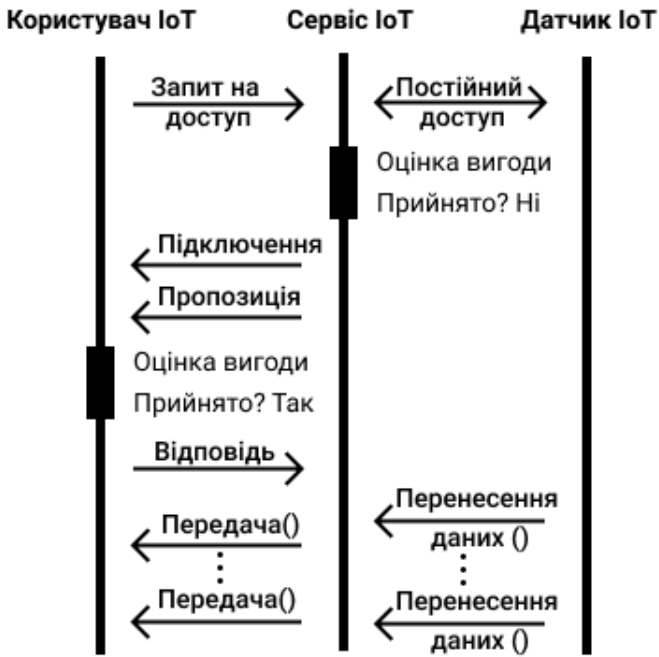 Користувач IoT
Сервіс IoT
Датчик IoT
Запит на
доступ
Постійний
доступ
Оцінка вигоди
Прийнято? Ні
Підключення
Пропозиція
Оцінка вигоди
Прийнято? Так
Відповідь
Перенесення
даних ()
Передача()
Передача()
Перенесення
даних ()